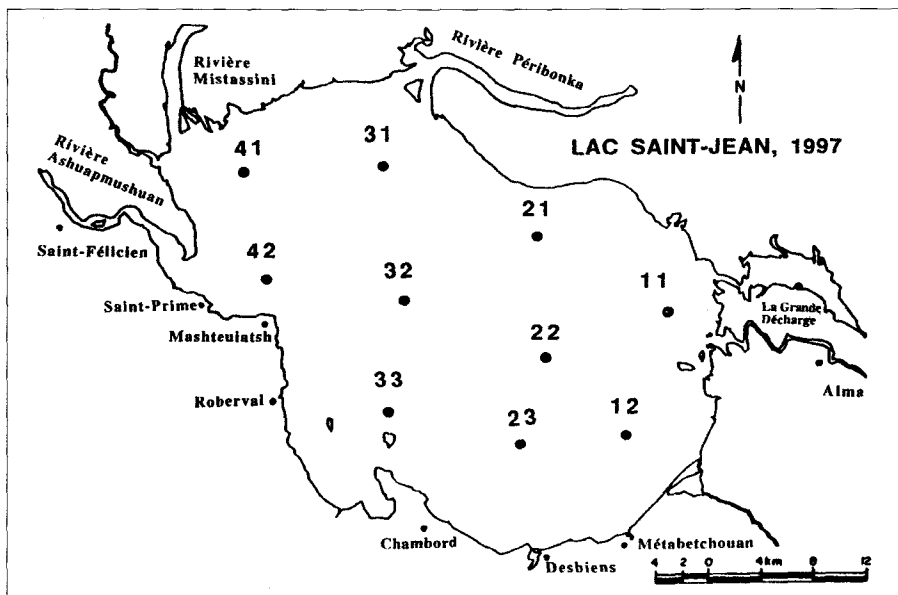 Rivière
Mistassini
Rivière Péribonka
N
LAC SAINT-JEAN, 1997
Rivière
Ashuapmushuan
41
31
21
Saint-Félicien
42
32
11
Saint-Prime
La Grande
Décharge
Mashteuiatsh
22
33
Alma
Roberval
23
12
Chambord
Métabetchouan
Desbiens
4 2 0 4km 8 12